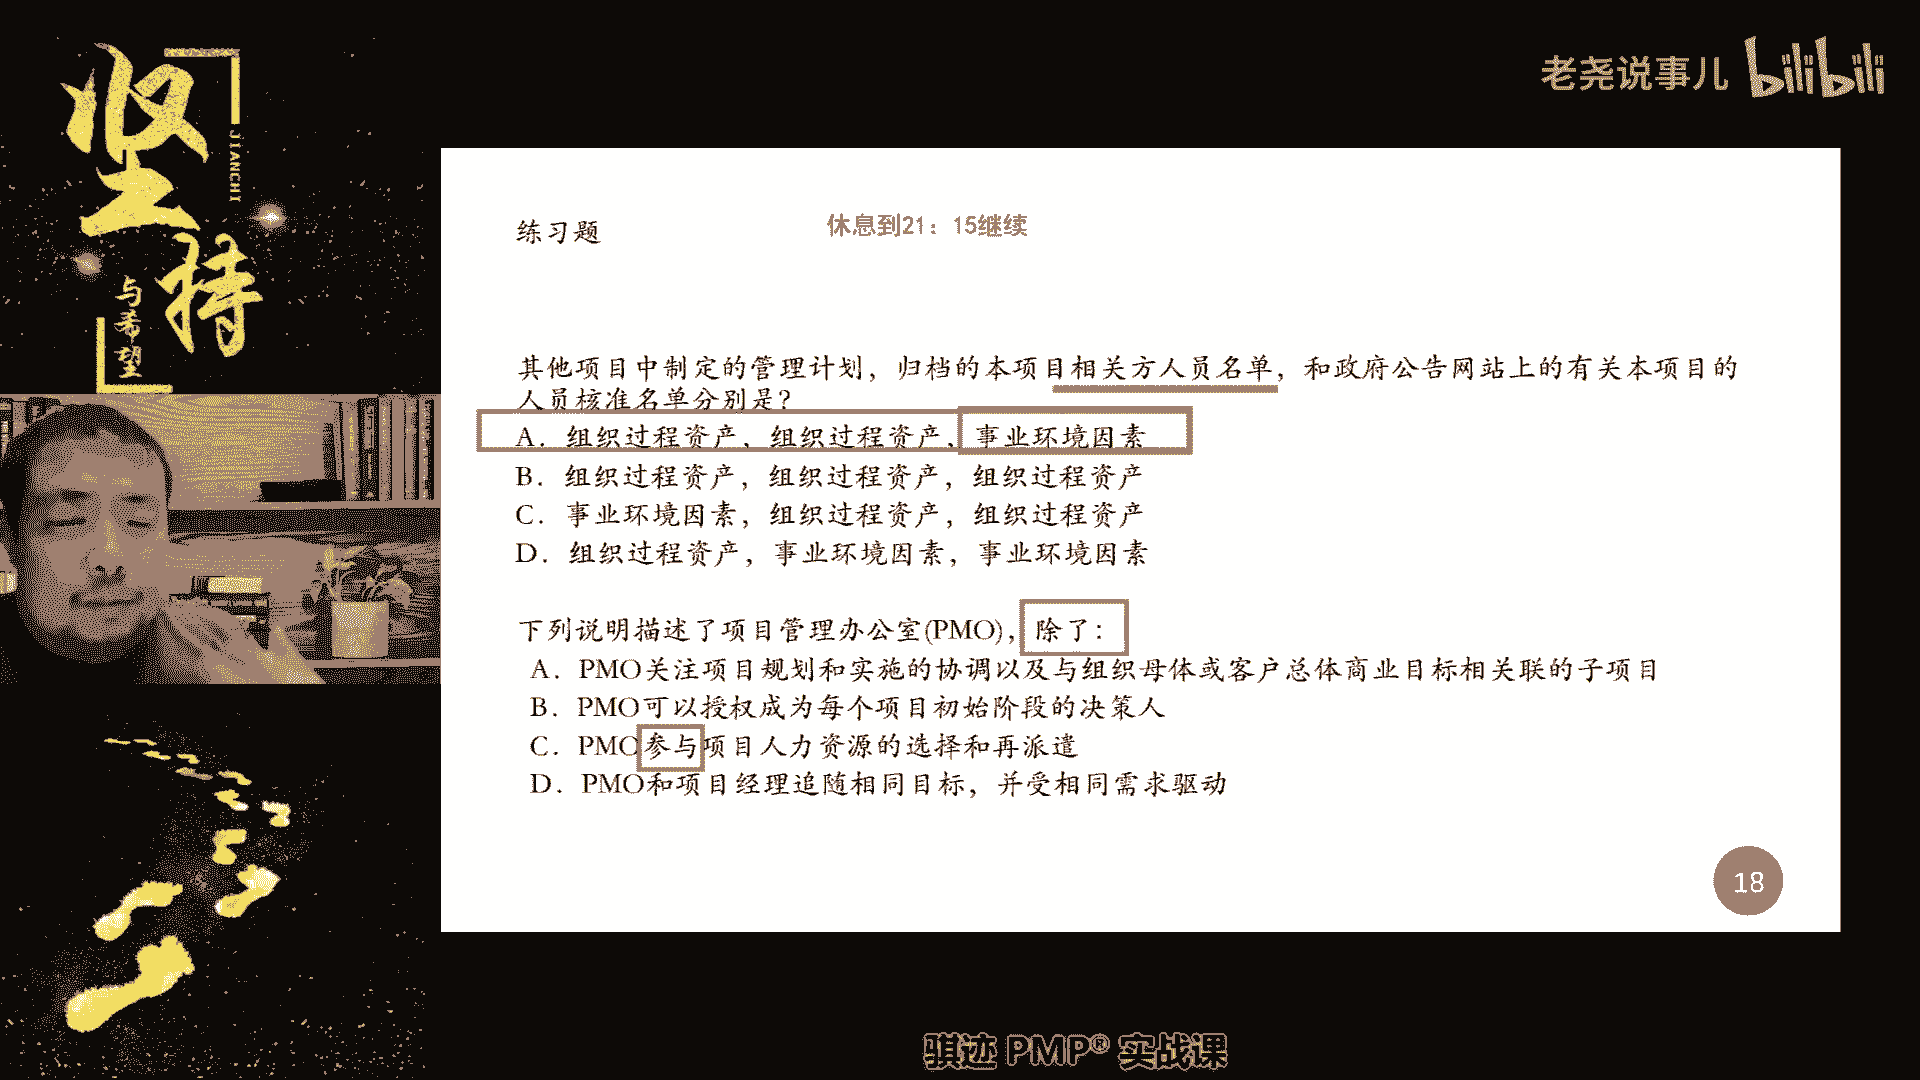 坚持
JIANCHI
与希望
老尧说事儿 bilibili
练习题
休息到21：15继续
其他项目中制定的管理计划，归档的本项目相关方人员名单，和政府公告网站上的有关本项目的
人员核准名单分别是？
A．组织过程资产，组织过程资产，事业环境因素
B．组织过程资产，组织过程资产，组织过程资产
C．事业环境因素，组织过程资产，组织过程资产
D．组织过程资产，事业环境因素，事业环境因素
下列说明描述了项目管理办公室(PMO)，除了：
A．PMO关注项目规划和实施的协调以及与组织母体或客户总体商业目标相关联的子项目
B．PMO可以授权成为每个项目初始阶段的决策人
C．PMO参与项目人力资源的选择和再派遣
D．PMO和项目经理追随相同目标，并受相同需求驱动
18
骐迹 PMP® 实战课